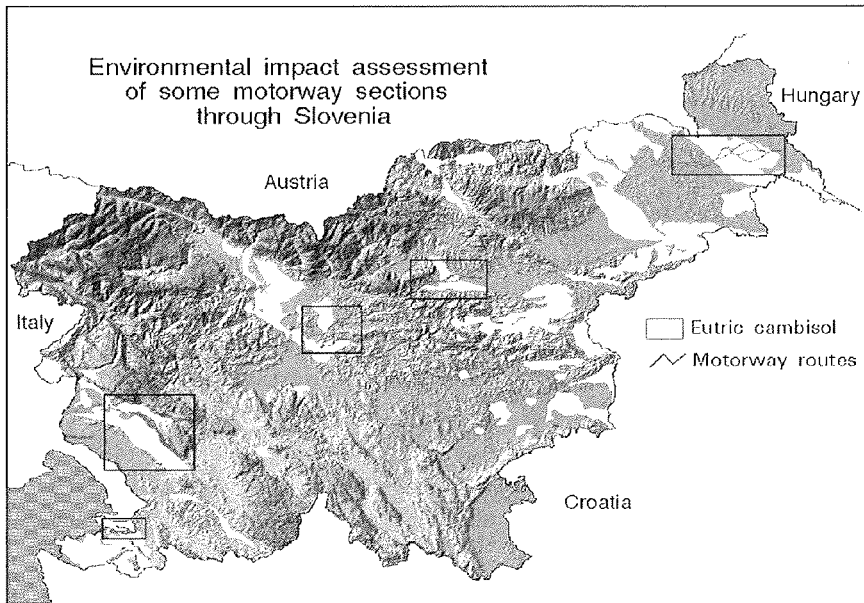 Environmental impact assessment
of some motorway sections
through Slovenia
Hungary
Austria
Italy
Eutric cambisol
Motorway routes
Croatia